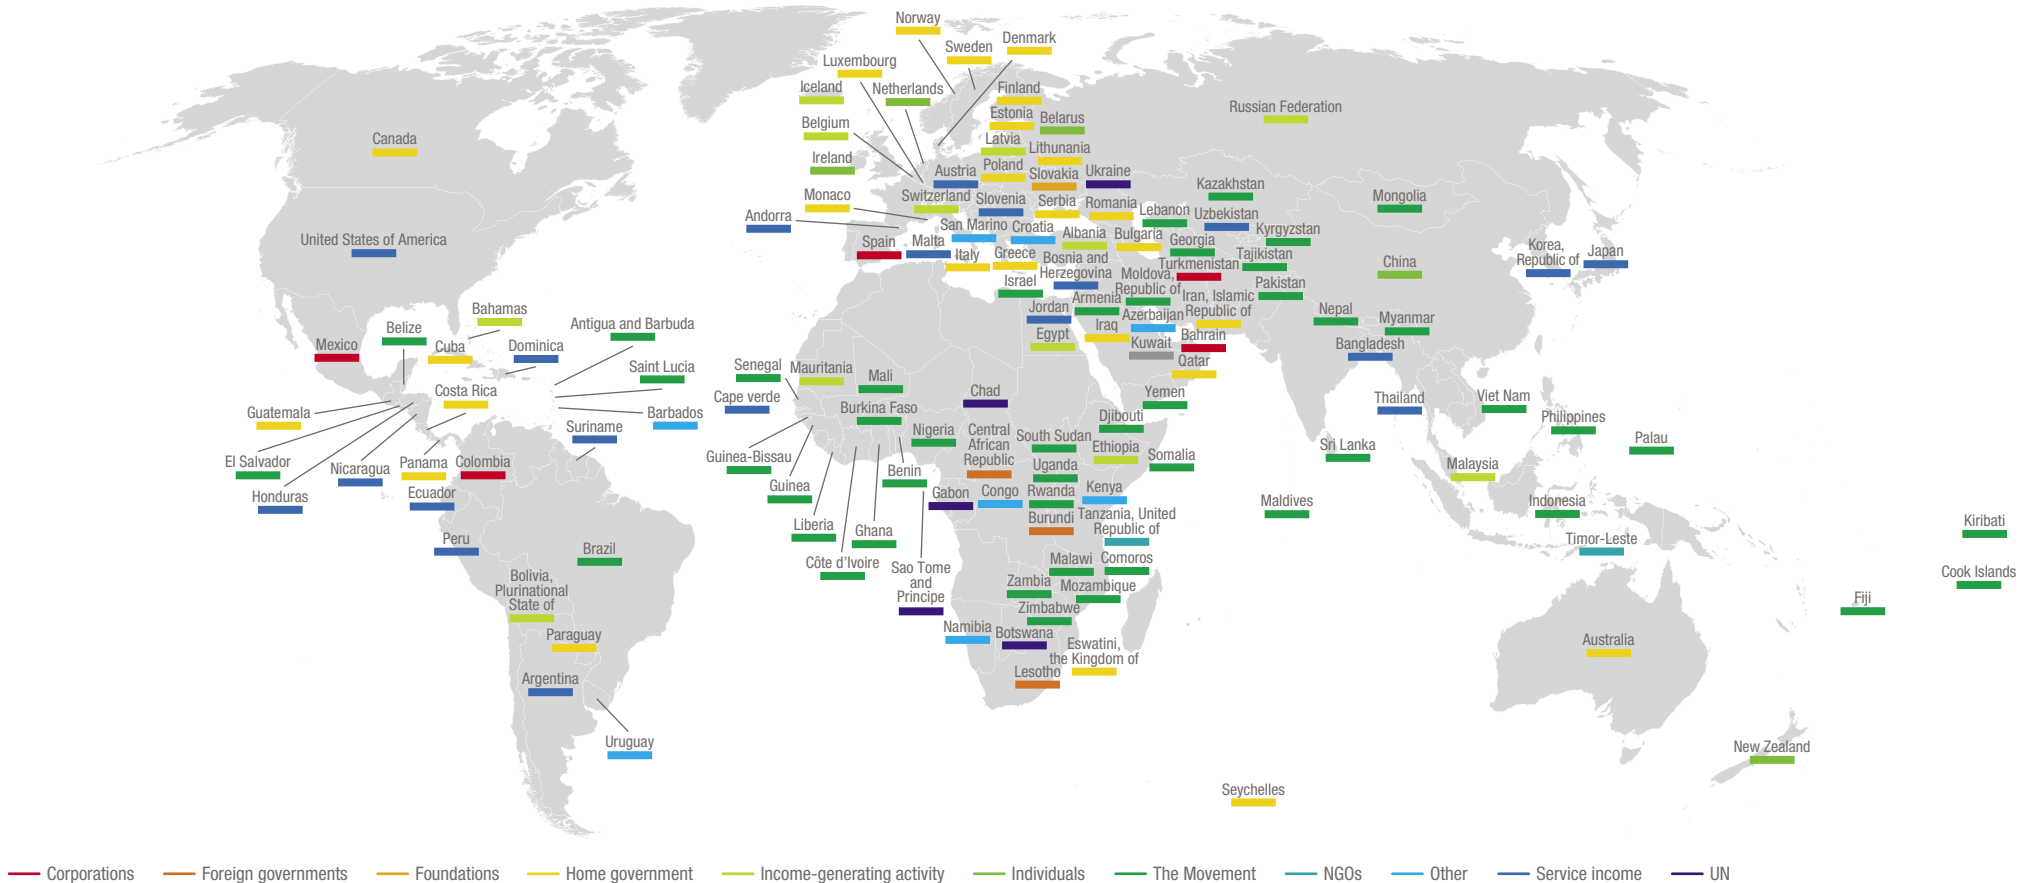 Norway
Denmark
Sweden
Luxembourg
Iceland
Netherlands
Finland
Estonia
Belarus
Russian Federation
Belgium
Latvia
Lithunania
Canada
Ireland
Austria
Poland
Slovakia
Ukraine
Kazakhstan
Mongolia
Monaco
Switzerland
Slovenia
Serbia
Romania
Lebanon
Uzbekistan
Andorra
San Marino
Croatia
Albania
Bulgaria
Georgia
Kyrgyzstan
United States of America
Spain
Malta
Italy
Greece
Bosnia and
Herzegovina
Turkmenistan
Tajikistan
China
Korea,
Republic of
Japan
Israel
Moldova,
Republic of
Pakistan
Armenia
Iran, Islamic
Republic of
Jordan
Azerbaijan
Nepal
Myanmar
Bahamas
Belize
Antigua and Barbuda
Mexico
Cuba
Dominica
Egypt
Iraq
Kuwait
Bahrain
Bangladesh
Qatar
Saint Lucia
Senegal
Mauritania
Mali
Costa Rica
Cape verde
Chad
Yemen
Thailand
Viet Nam
Guatemala
Barbados
Burkina Faso
Djibouti
Philippines
Suriname
Nigeria
Central
African
Republic
South Sudan
Ethiopia
Somalia
Sri Lanka
Palau
El Salvador
Nicaragua
Panama
Colombia
Guinea-Bissau
Benin
Uganda
Malaysia
Honduras
Ecuador
Guinea
Gabon
Congo
Rwanda
Kenya
Maldives
Indonesia
Liberia
Ghana
Burundi
Tanzania, United
Republic of
Kiribati
Peru
Brazil
Côte d'Ivoire
Sao Tome
and
Principe
Malawi
Comoros
Timor-Leste
Cook Islands
Bolivia,
Plurinational
State of
Zambia
Mozambique
Zimbabwe
Fiji
Paraguay
Namibia
Botswana
Eswatini,
the Kingdom of
Australia
Argentina
Lesotho
Uruguay
New Zealand
Seychelles
Corporations
Foreign governments
Foundations
Home government
Income-generating activity
Individuals
The Movement
NGOs
Other
Service income
UN